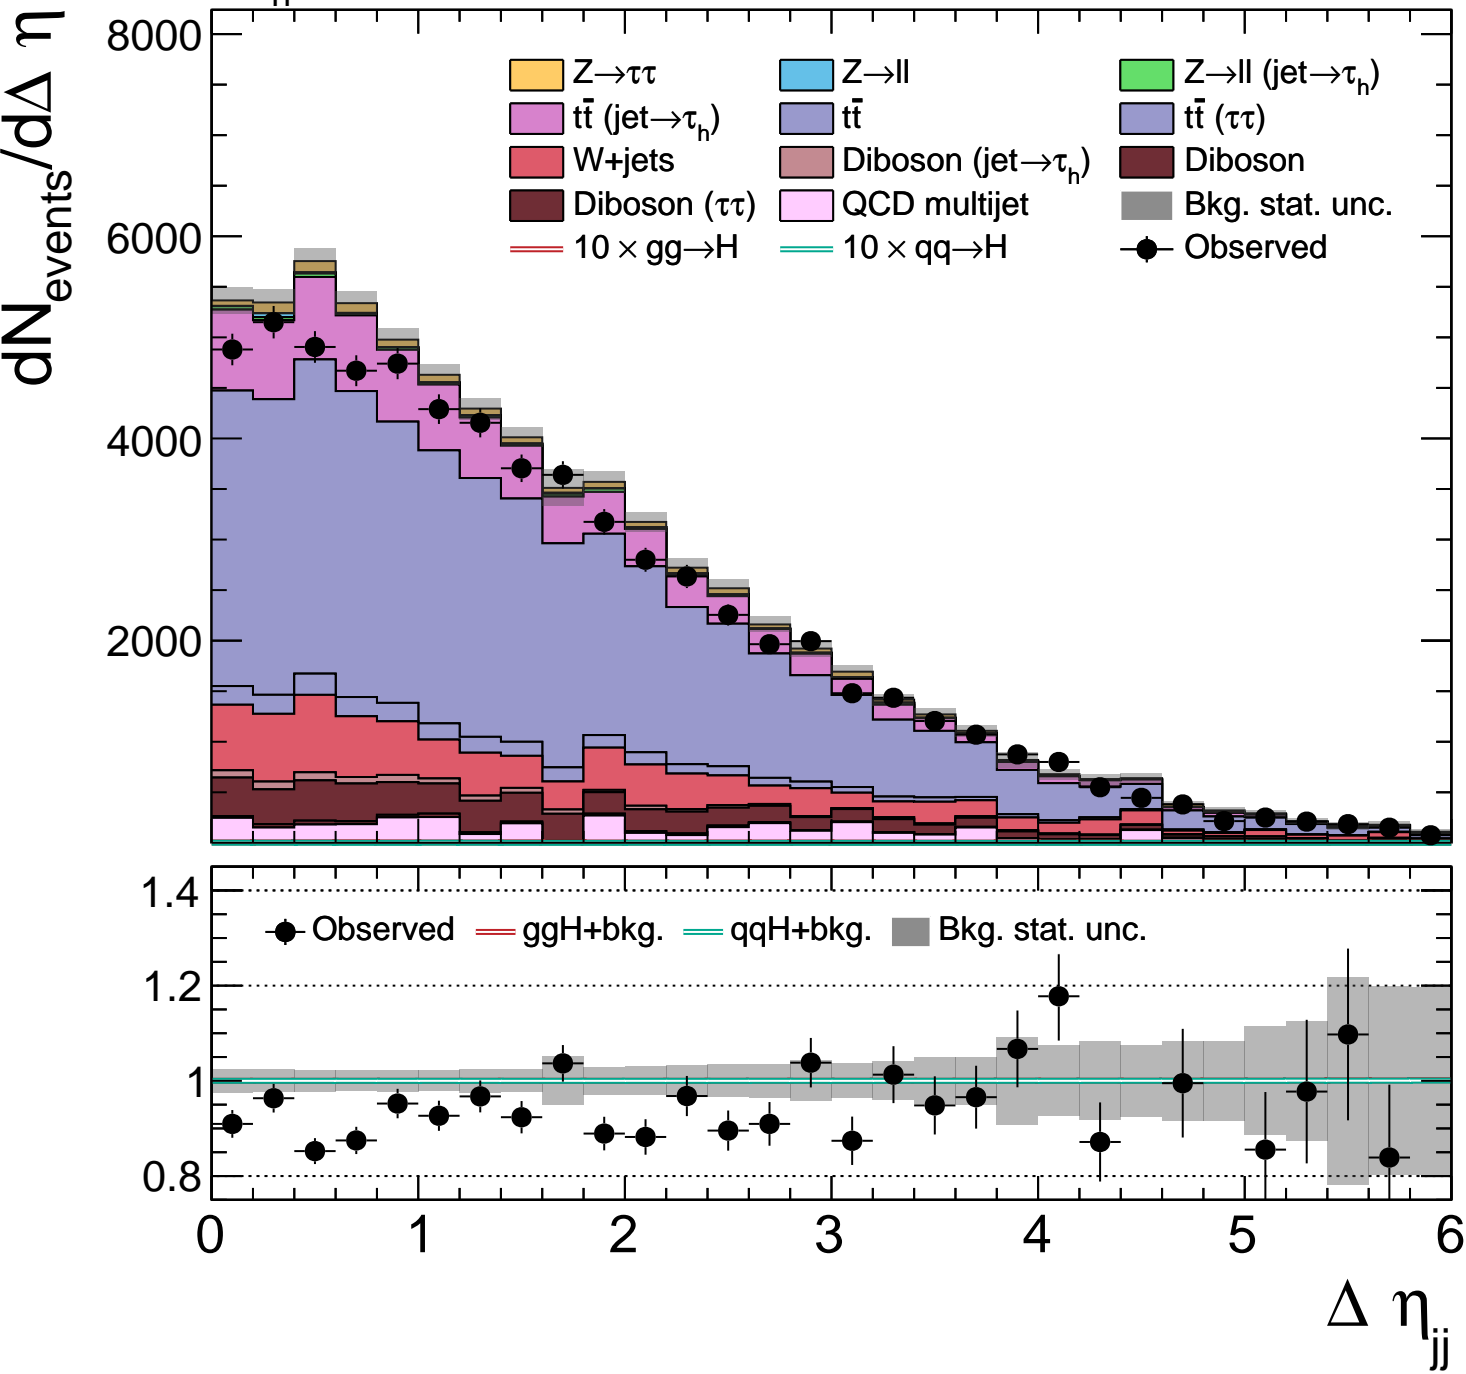 dN_events/dΔ η
8000
6000
4000
2000
Z→ττ Z→ll Z→ll (jet→τ_h)
tt̄ (jet→τ_h) tt̄ tt̄ (ττ)
W+jets Diboson (jet→τ_h) Diboson
Diboson (ττ) QCD multijet Bkg. stat. unc.
10 × gg→H 10 × qq→H Observed
1.4
1.2
1
0.8
Observed ggH+bkg. qqH+bkg. Bkg. stat. unc.
0 1 2 3 4 5 6
Δ η_jj